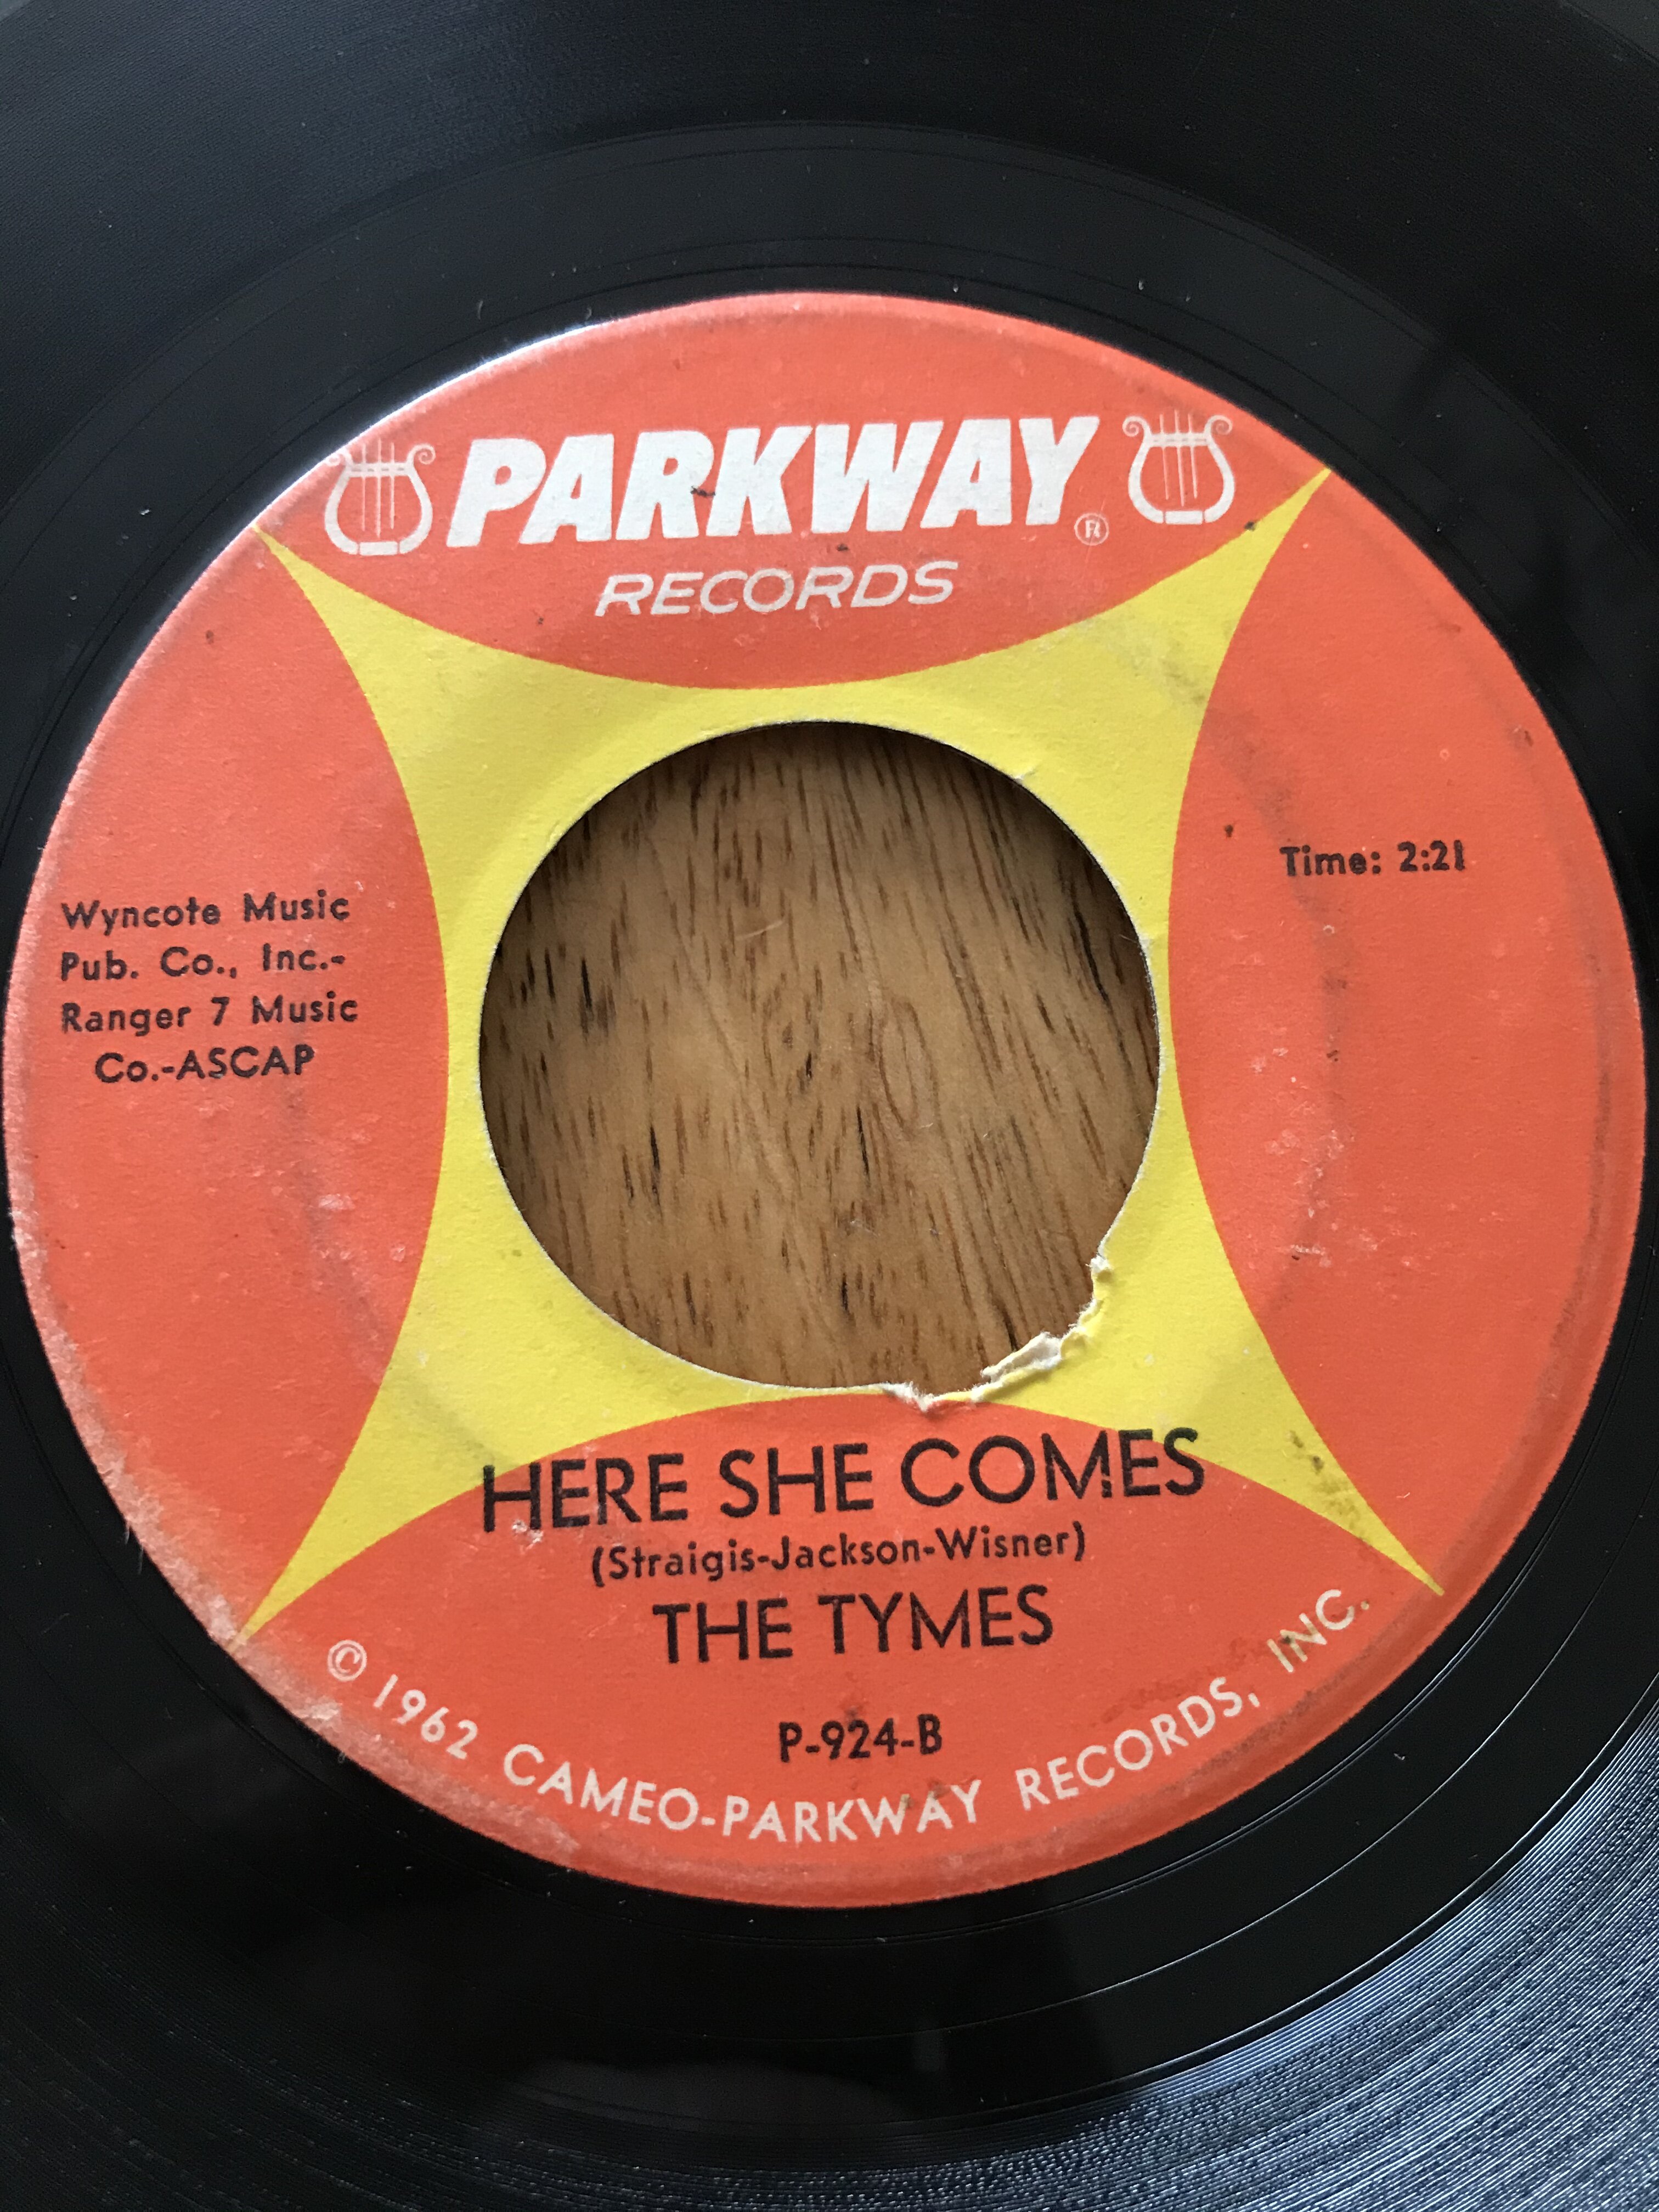 PARKWAY ®
RECORDS
Wyncote Music
Pub. Co., Inc.-
Ranger 7 Music
Co.-ASCAP
Time: 2:21
HERE SHE COMES
(Straigis-Jackson-Wisner)
THE TYMES
P-924-B
© 1962 CAMEO-PARKWAY RECORDS, INC.